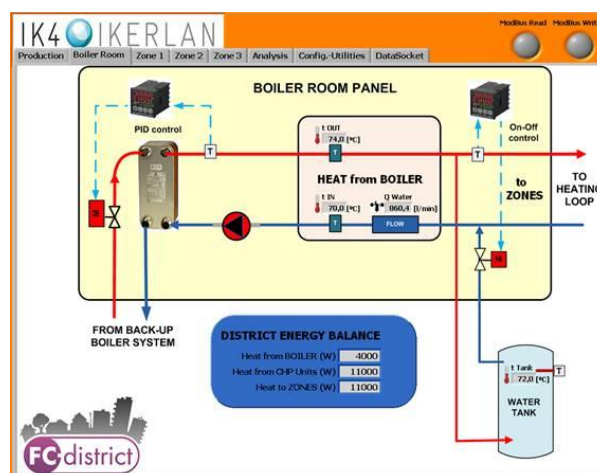 IK4 IKERLAN
ModBus Read
ModBus Writ
Production
Boiler Room
Zone 1
Zone 2
Zone 3
Analysis
Config.-Utilities
DataSocket
BOILER ROOM PANEL
PID control
T
t OUT
74,0 [ºC]
T
T
On-Off
control
HEAT from BOILER
to
ZONES
TO
HEATING
LOOP
t IN
70,0 [ºC]
Q Water
860,4 [l/min]
T
FLOW
M
FROM BACK-UP
BOILER SYSTEM
DISTRICT ENERGY BALANCE
Heat from BOILER (W) 4000
Heat from CHP Units (W) 11000
Heat to ZONES (W) 11000
t Tank
72,0 [ºC]
T
WATER
TANK
FC-district